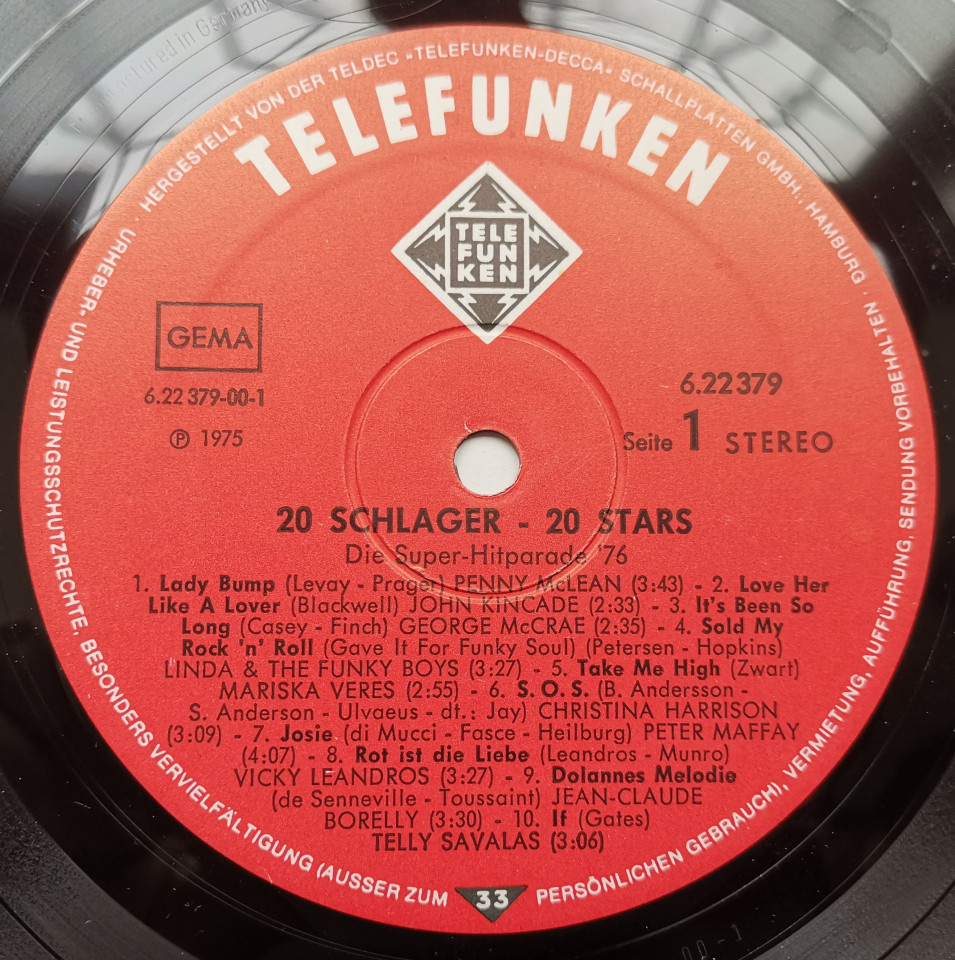 Manufactured in Germany
HERGESTELLT VON DER TELDEC »TELEFUNKEN-DECCA« SCHALLPLATTEN GMBH, HAMBURG ·
URHEBER- UND LEISTUNGSSCHUTZRECHTE, BESONDERS VERVIELFÄLTIGUNG (AUSSER ZUM PERSÖNLICHEN GEBRAUCH), VERMIETUNG, AUFFÜHRUNG, SENDUNG VORBEHALTEN ·
TELEFUNKEN
TELE
FUN
KEN
GEMA
6.22 379-00-1
℗ 1975
6.22379
Seite 1 STEREO
20 SCHLAGER - 20 STARS
Die Super-Hitparade '76
1. Lady Bump (Levay - Prager) PENNY McLEAN (3:43) - 2. Love Her
Like A Lover (Blackwell) JOHN KINCADE (2:33) - 3. It's Been So
Long (Casey - Finch) GEORGE McCRAE (2:35) - 4. Sold My
Rock 'n' Roll (Gave It For Funky Soul) (Petersen - Hopkins)
LINDA & THE FUNKY BOYS (3:27) - 5. Take Me High (Zwart)
MARISKA VERES (2:55) - 6. S.O.S. (B. Andersson -
S. Anderson - Ulvaeus - dt.: Jay) CHRISTINA HARRISON
(3:09) - 7. Josie (di Mucci - Fasce - Heilburg) PETER MAFFAY
(4:07) - 8. Rot ist die Liebe (Leandros - Munro)
VICKY LEANDROS (3:27) - 9. Dolannes Melodie
(de Senneville - Toussaint) JEAN-CLAUDE
BORELLY (3:30) - 10. If (Gates)
TELLY SAVALAS (3:06)
33
00-1